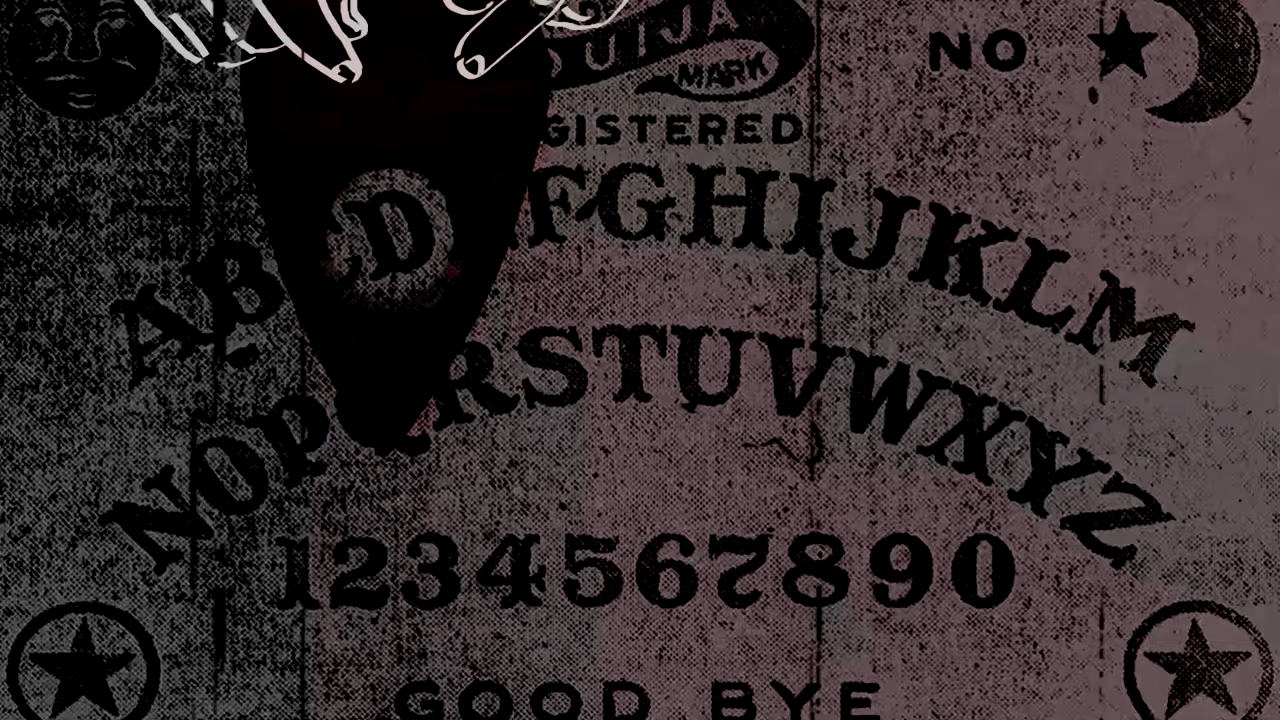 OUIJA
NO
MARK
GISTERED
AB D FGHIJKLM
NOP RSTUVWXYZ
1234567890
GOOD BYE